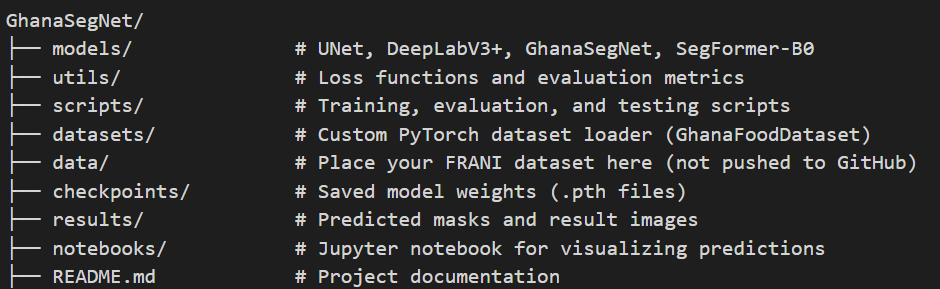 GhanaSegNet/
├── models/ # UNet, DeepLabV3+, GhanaSegNet, SegFormer-B0
├── utils/ # Loss functions and evaluation metrics
├── scripts/ # Training, evaluation, and testing scripts
├── datasets/ # Custom PyTorch dataset loader (GhanaFoodDataset)
├── data/ # Place your FRANI dataset here (not pushed to GitHub)
├── checkpoints/ # Saved model weights (.pth files)
├── results/ # Predicted masks and result images
├── notebooks/ # Jupyter notebook for visualizing predictions
├── README.md # Project documentation